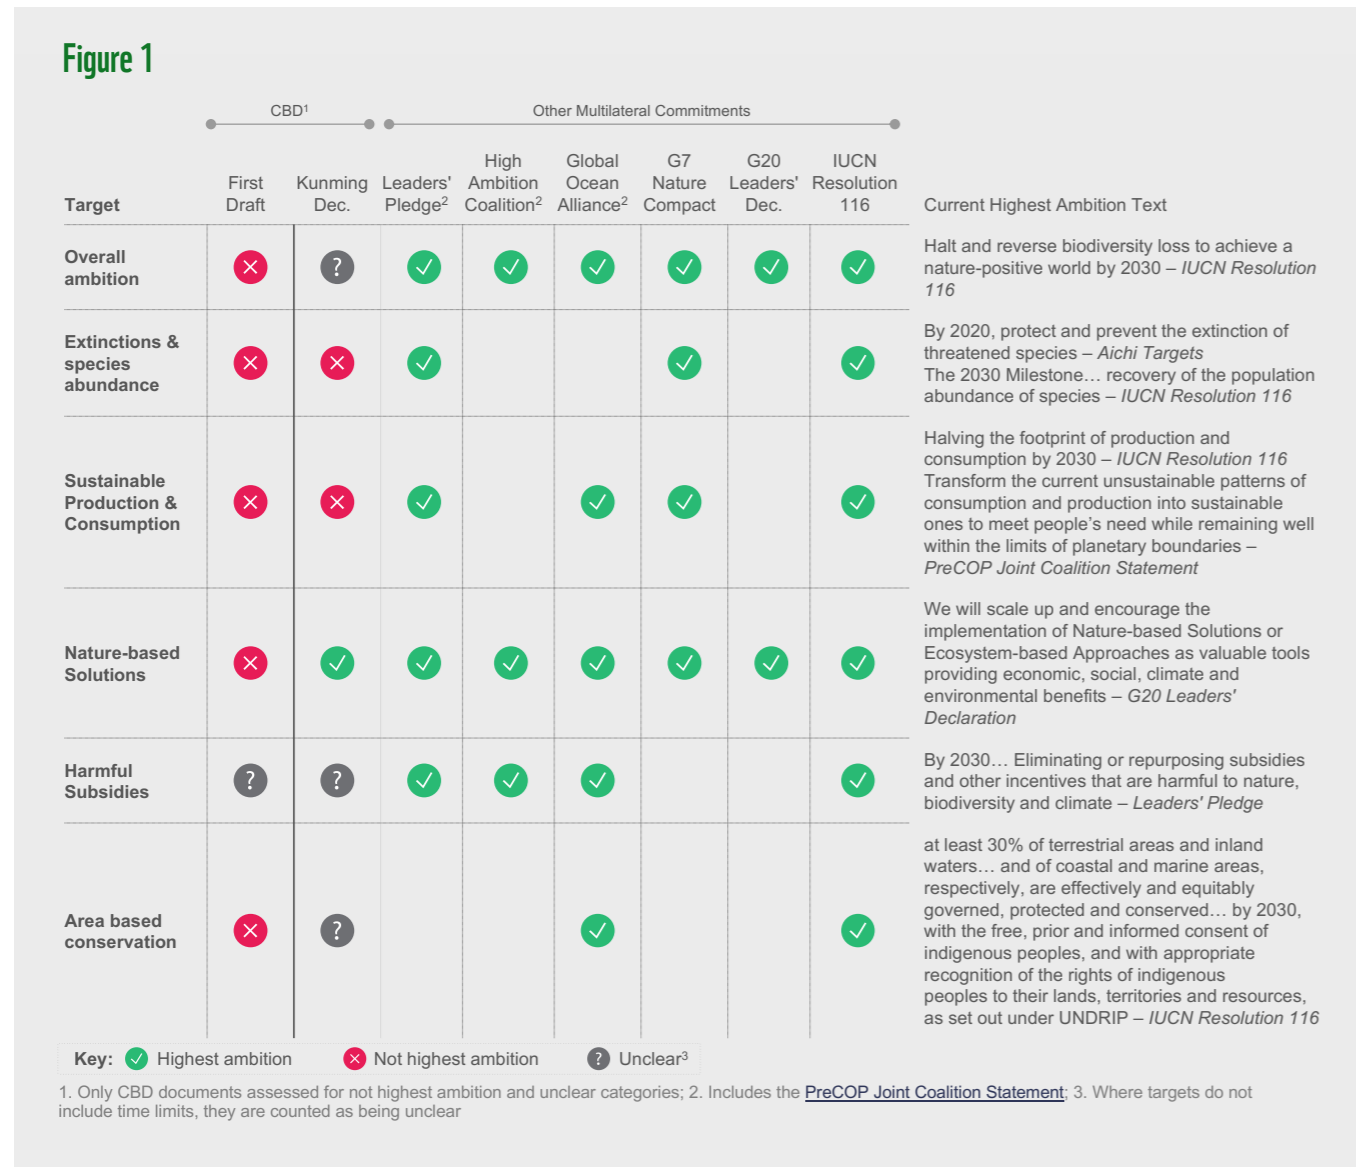 Figure 1
CBD1
Other Multilateral Commitments
Target
First
Draft
Kunming
Dec.
Leaders'
Pledge2
High
Ambition
Coalition2
Global
Ocean
Alliance2
G7
Nature
Compact
G20
Leaders'
Dec.
IUCN
Resolution
116
Current Highest Ambition Text
Overall
ambition
Halt and reverse biodiversity loss to achieve a
nature-positive world by 2030 – IUCN Resolution
116
Extinctions &
species
abundance
By 2020, protect and prevent the extinction of
threatened species – Aichi Targets
The 2030 Milestone… recovery of the population
abundance of species – IUCN Resolution 116
Sustainable
Production &
Consumption
Halving the footprint of production and
consumption by 2030 – IUCN Resolution 116
Transform the current unsustainable patterns of
consumption and production into sustainable
ones to meet people's need while remaining well
within the limits of planetary boundaries –
PreCOP Joint Coalition Statement
Nature-based
Solutions
We will scale up and encourage the
implementation of Nature-based Solutions or
Ecosystem-based Approaches as valuable tools
providing economic, social, climate and
environmental benefits – G20 Leaders'
Declaration
Harmful
Subsidies
By 2030… Eliminating or repurposing subsidies
and other incentives that are harmful to nature,
biodiversity and climate – Leaders' Pledge
Area based
conservation
at least 30% of terrestrial areas and inland
waters… and of coastal and marine areas,
respectively, are effectively and equitably
governed, protected and conserved… by 2030,
with the free, prior and informed consent of
indigenous peoples, and with appropriate
recognition of the rights of indigenous
peoples to their lands, territories and resources,
as set out under UNDRIP – IUCN Resolution 116
Key: Highest ambition Not highest ambition ? Unclear3
1. Only CBD documents assessed for not highest ambition and unclear categories; 2. Includes the PreCOP Joint Coalition Statement; 3. Where targets do not
include time limits, they are counted as being unclear